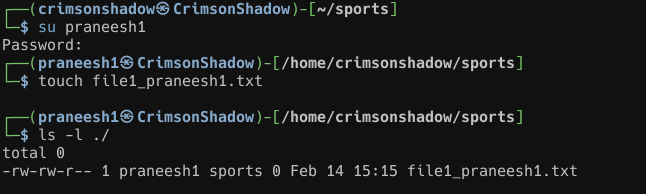 ┌──(crimsonshadow㉿CrimsonShadow)-[~/sports]
└─$ su praneesh1
Password:
┌──(praneesh1㉿CrimsonShadow)-[/home/crimsonshadow/sports]
└─$ touch file1_praneesh1.txt
┌──(praneesh1㉿CrimsonShadow)-[/home/crimsonshadow/sports]
└─$ ls -l ./
total 0
-rw-rw-r-- 1 praneesh1 sports 0 Feb 14 15:15 file1_praneesh1.txt